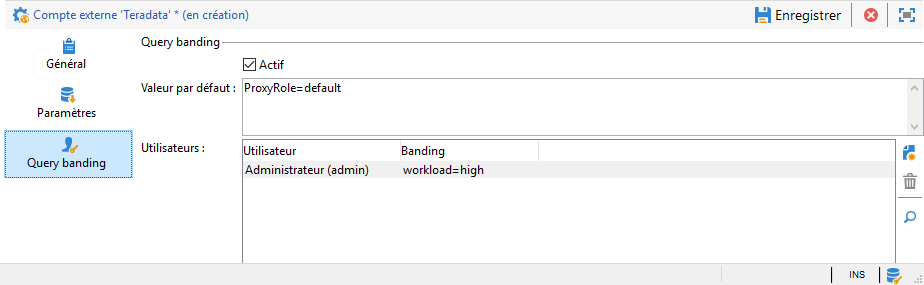 Compte externe 'Teradata' * (en création)
Enregistrer
Général
Paramètres
Query banding
Query banding
Actif
Valeur par défaut :
ProxyRole=default
Utilisateurs :
Utilisateur Banding
Administrateur (admin) workload=high
INS